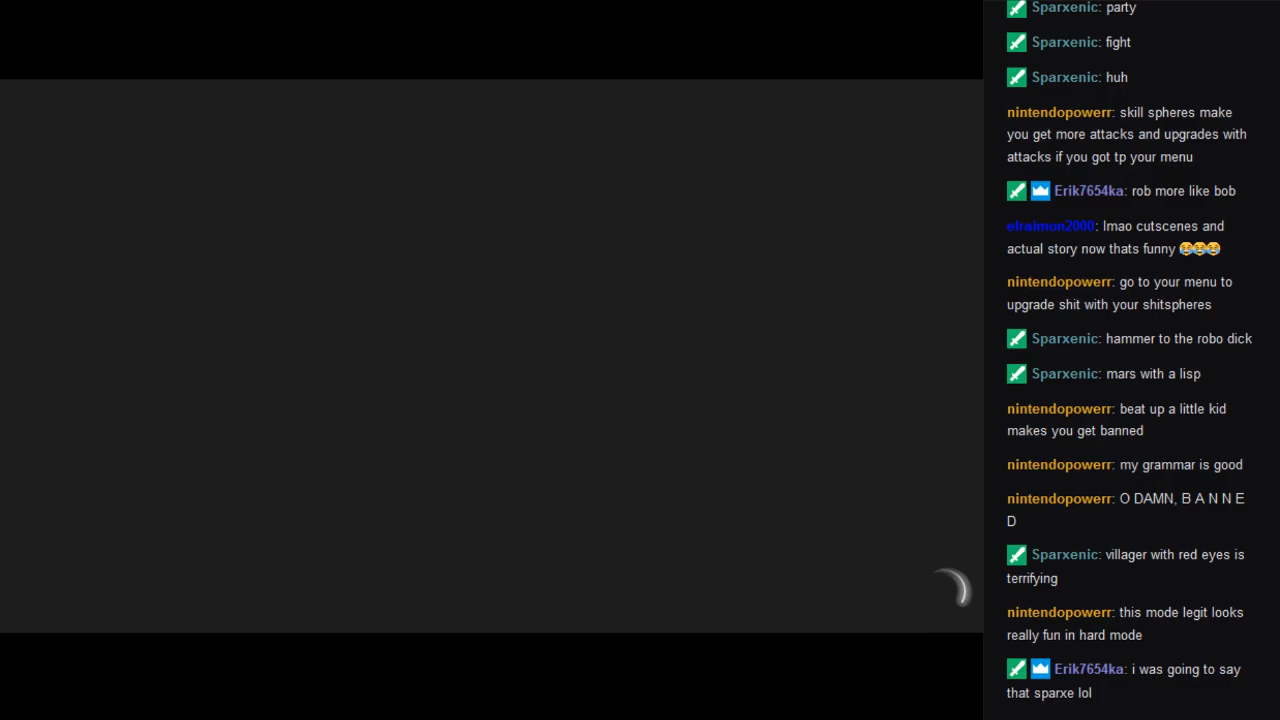 Sparxenic: party
Sparxenic: fight
Sparxenic: huh
nintendopowerr: skill spheres make
you get more attacks and upgrades with
attacks if you got tp your menu
Erik7654ka: rob more like bob
elraimon2000: lmao cutscenes and
actual story now thats funny 😂😂😂
nintendopowerr: go to your menu to
upgrade shit with your shitspheres
Sparxenic: hammer to the robo dick
Sparxenic: mars with a lisp
nintendopowerr: beat up a little kid
makes you get banned
nintendopowerr: my grammar is good
nintendopowerr: O DAMN, B A N N E
D
Sparxenic: villager with red eyes is
terrifying
nintendopowerr: this mode legit looks
really fun in hard mode
Erik7654ka: i was going to say
that sparxe lol